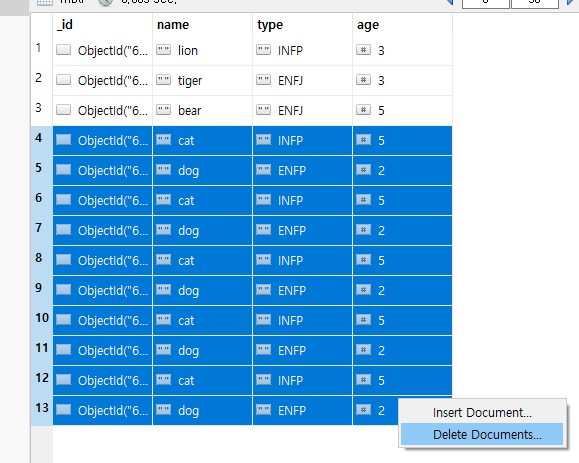 _id name type age
1 ObjectId("6... "" lion "" INFP # 3
2 ObjectId("6... "" tiger "" ENFJ # 3
3 ObjectId("6... "" bear "" ENFJ # 5
4 ObjectId("6... "" cat "" INFP # 5
5 ObjectId("6... "" dog "" ENFP # 2
6 ObjectId("6... "" cat "" INFP # 5
7 ObjectId("6... "" dog "" ENFP # 2
8 ObjectId("6... "" cat "" INFP # 5
9 ObjectId("6... "" dog "" ENFP # 2
10 ObjectId("6... "" cat "" INFP # 5
11 ObjectId("6... "" dog "" ENFP # 2
12 ObjectId("6... "" cat "" INFP # 5
13 ObjectId("6... "" dog "" ENFP # 2
Insert Document...
Delete Documents...